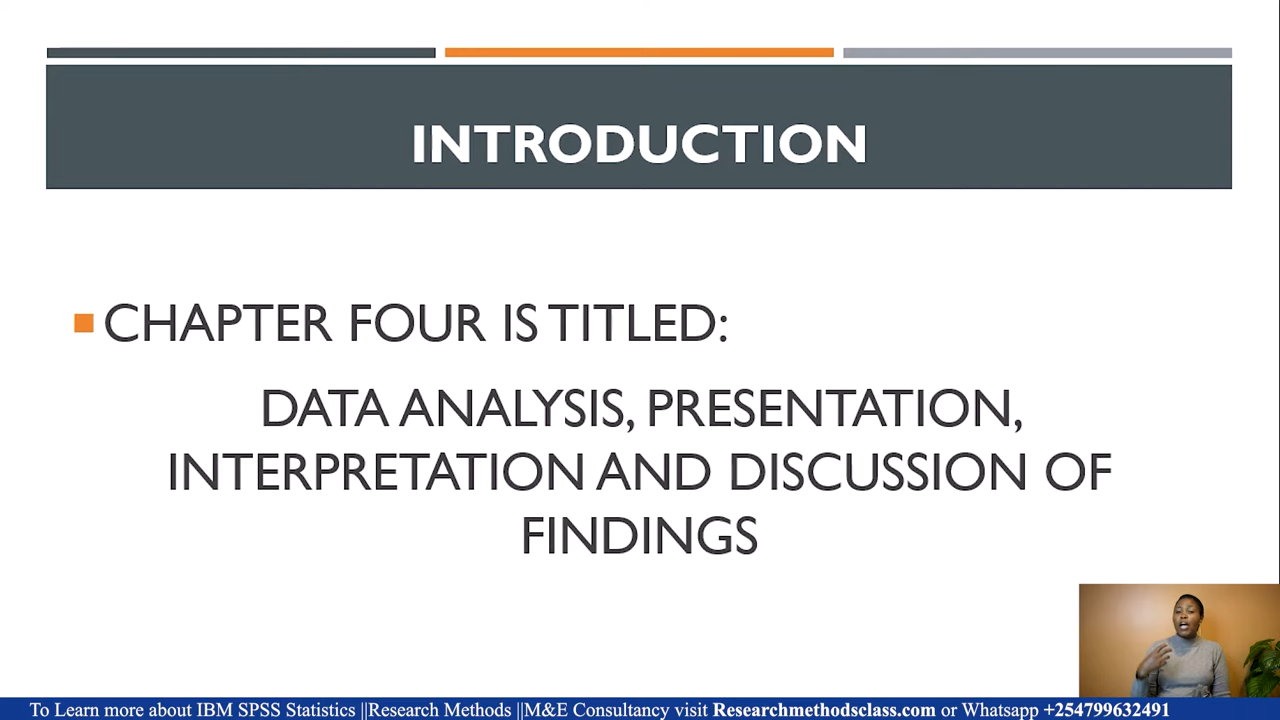 INTRODUCTION
CHAPTER FOUR IS TITLED:
DATA ANALYSIS, PRESENTATION,
INTERPRETATION AND DISCUSSION OF
FINDINGS
To Learn more about IBM SPSS Statistics ||Research Methods ||M&E Consultancy visit Researchmethodsclass.com or Whatsapp +254799632491